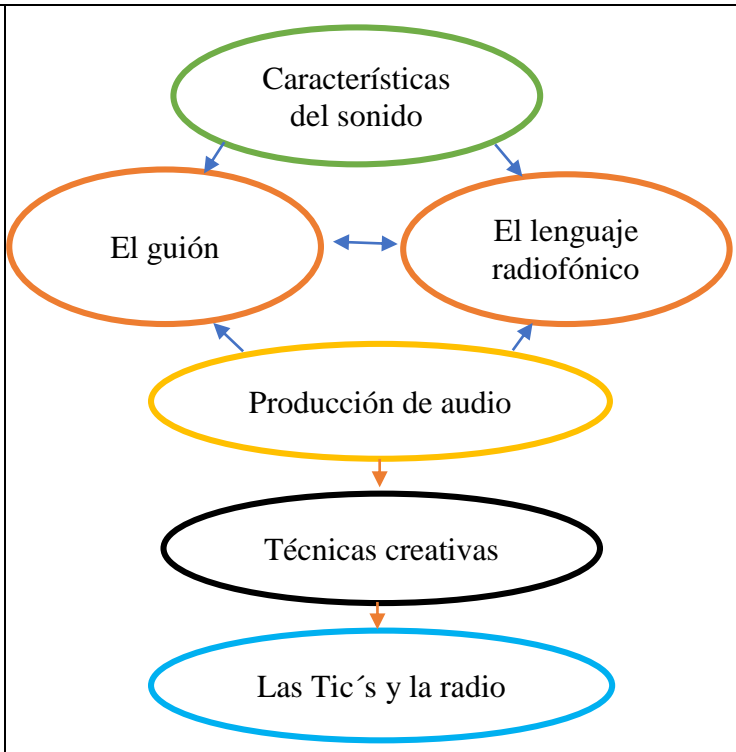 Características
del sonido
El guión
El lenguaje
radiofónico
Producción de audio
Técnicas creativas
Las Tic´s y la radio